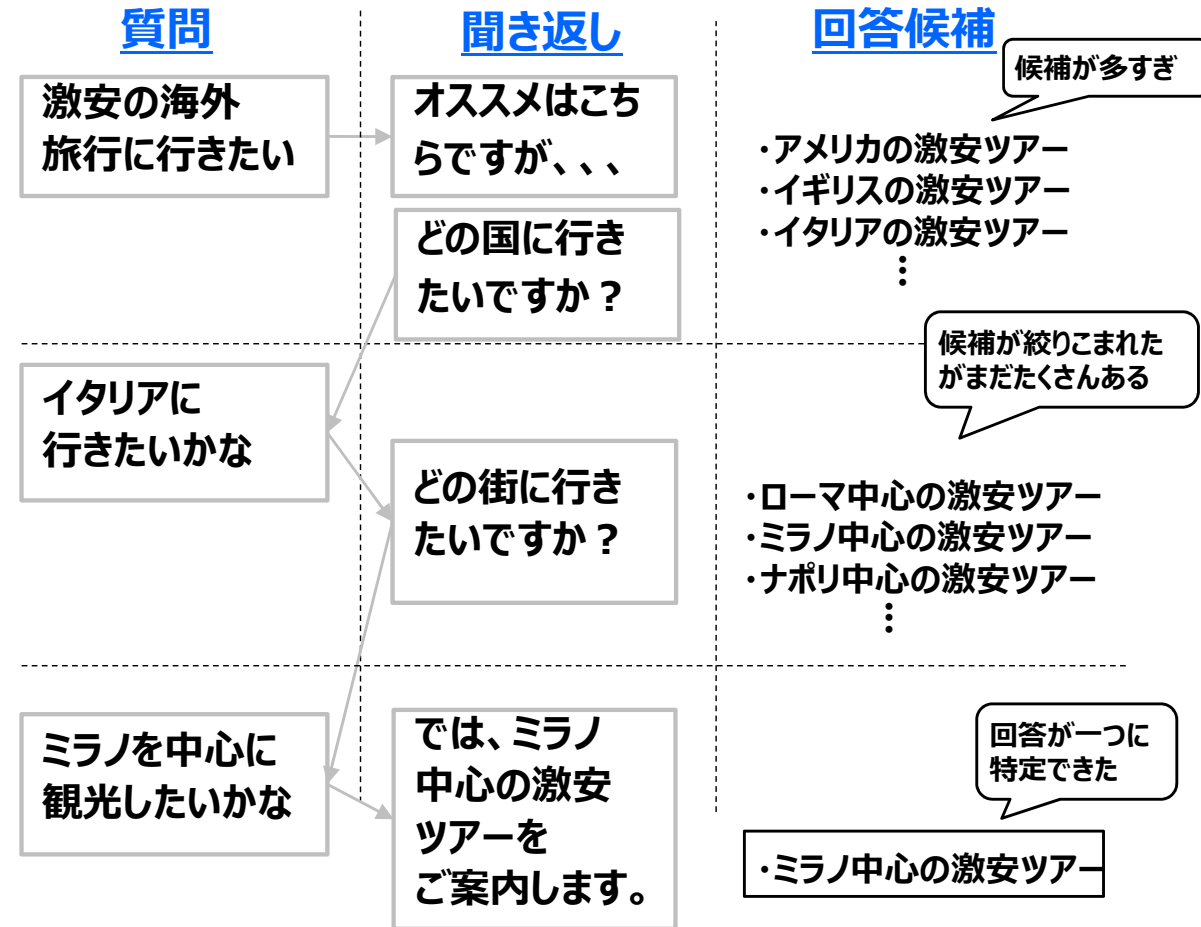 質問
聞き返し
回答候補
激安の海外
旅行に行きたい
オススメはこち
らですが、、、
どの国に行き
たいですか？
候補が多すぎ
・アメリカの激安ツアー
・イギリスの激安ツアー
・イタリアの激安ツアー
…
イタリアに
行きたいかな
どの街に行き
たいですか？
候補が絞りこまれた
がまだたくさんある
・ローマ中心の激安ツアー
・ミラノ中心の激安ツアー
・ナポリ中心の激安ツアー
…
ミラノを中心に
観光したいかな
では、ミラノ
中心の激安
ツアーを
ご案内します。
回答が一つに
特定できた
・ミラノ中心の激安ツアー